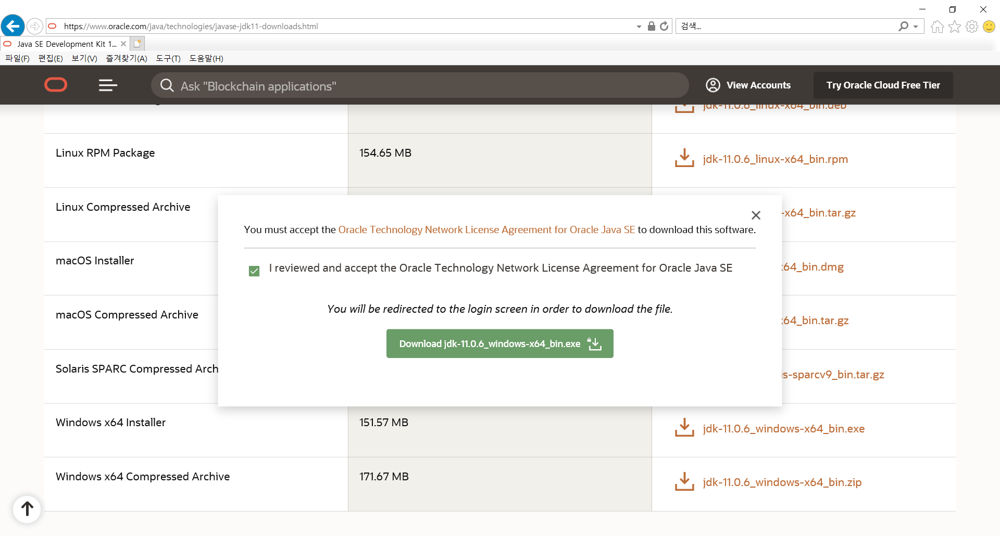 https://www.oracle.com/java/technologies/javase-jdk11-downloads.html
검색...
Java SE Development Kit 1...
파일(F) 편집(E) 보기(V) 즐겨찾기(A) 도구(T) 도움말(H)
Ask "Blockchain applications"
View Accounts
Try Oracle Cloud Free Tier
jdk-11.0.6_linux-x64_bin.deb
Linux RPM Package
154.65 MB
jdk-11.0.6_linux-x64_bin.rpm
Linux Compressed Archive
-x64_bin.tar.gz
You must accept the Oracle Technology Network License Agreement for Oracle Java SE to download this software.
macOS Installer
x64_bin.dmg
I reviewed and accept the Oracle Technology Network License Agreement for Oracle Java SE
macOS Compressed Archive
x64_bin.tar.gz
You will be redirected to the login screen in order to download the file.
Download jdk-11.0.6_windows-x64_bin.exe
Solaris SPARC Compressed Arch
is-sparcv9_bin.tar.gz
Windows x64 Installer
151.57 MB
jdk-11.0.6_windows-x64_bin.exe
Windows x64 Compressed Archive
171.67 MB
jdk-11.0.6_windows-x64_bin.zip